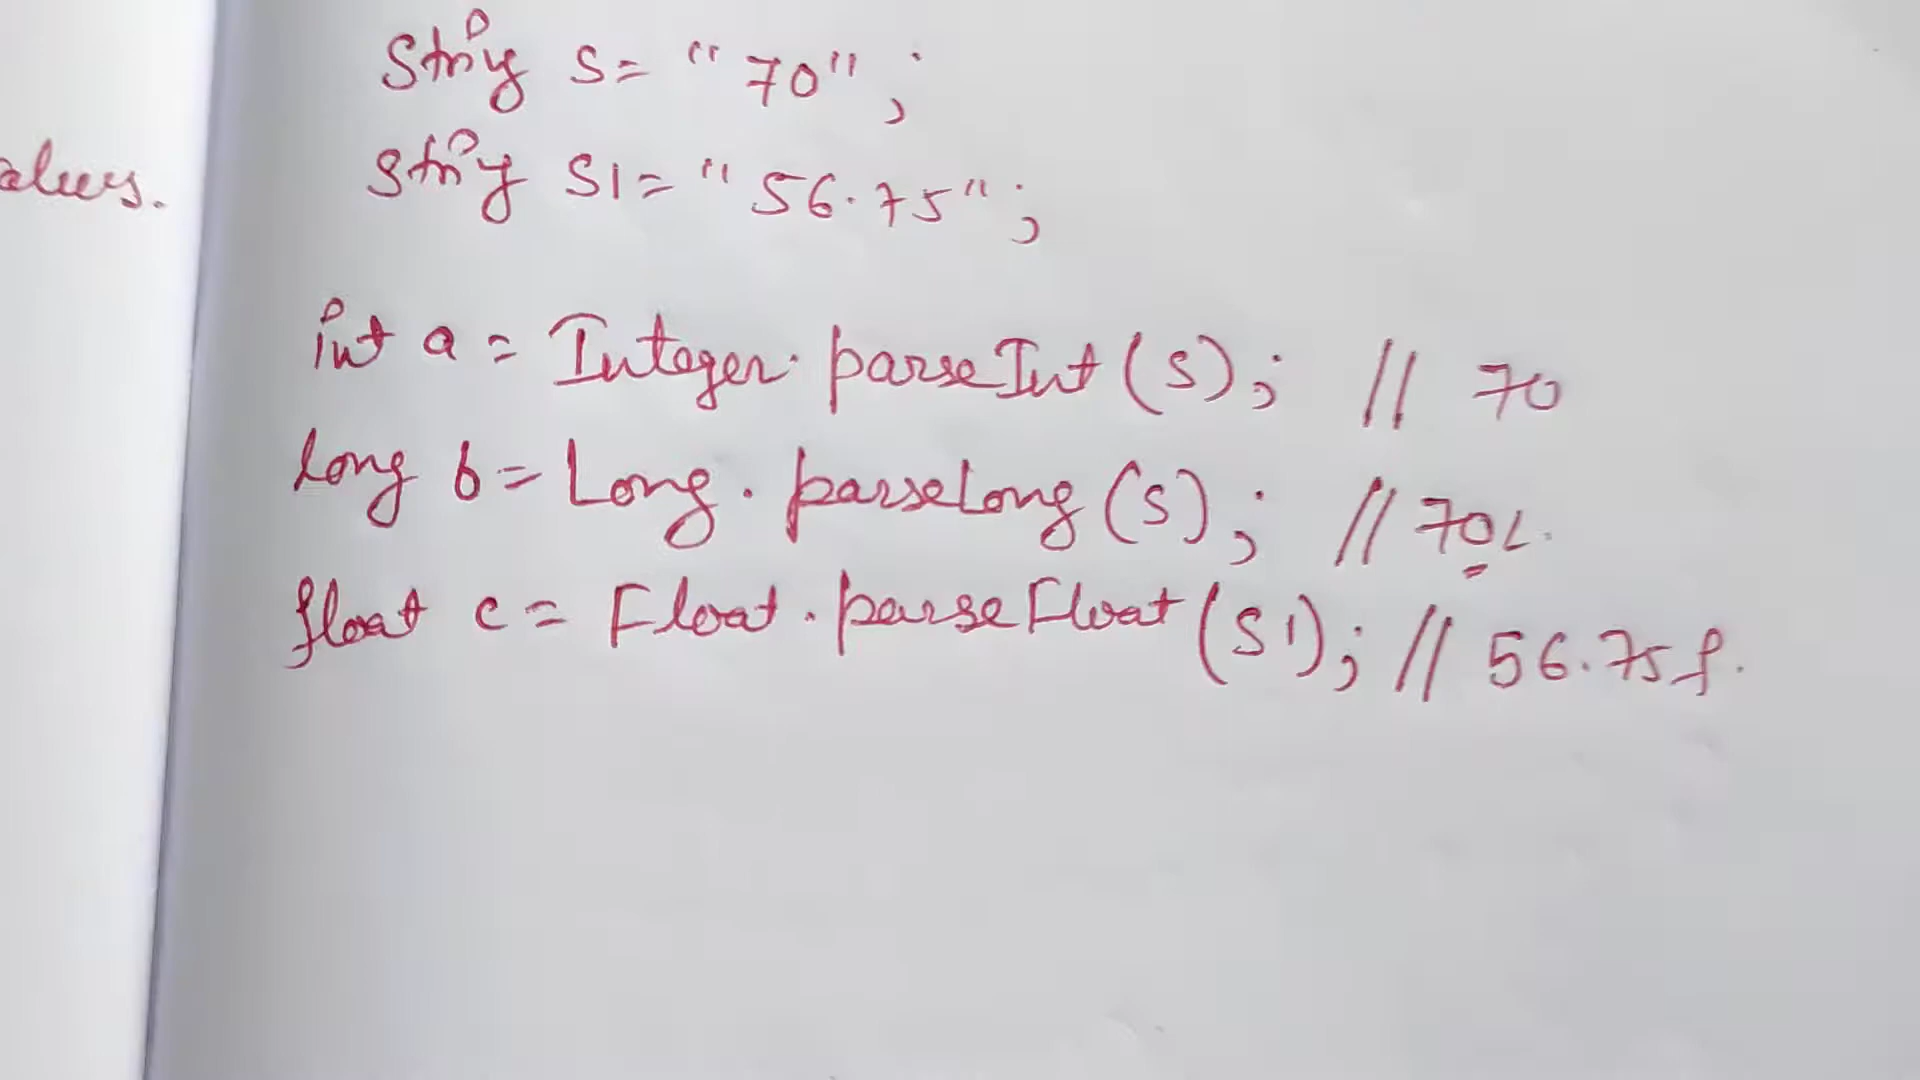 String S = "70";
String S1 = "56.75";
alues.
int a = Integer.parseInt(S); // 70
long b = Long.parseLong(S); // 70L.
float c = Float.parseFloat(S1); // 56.75f.